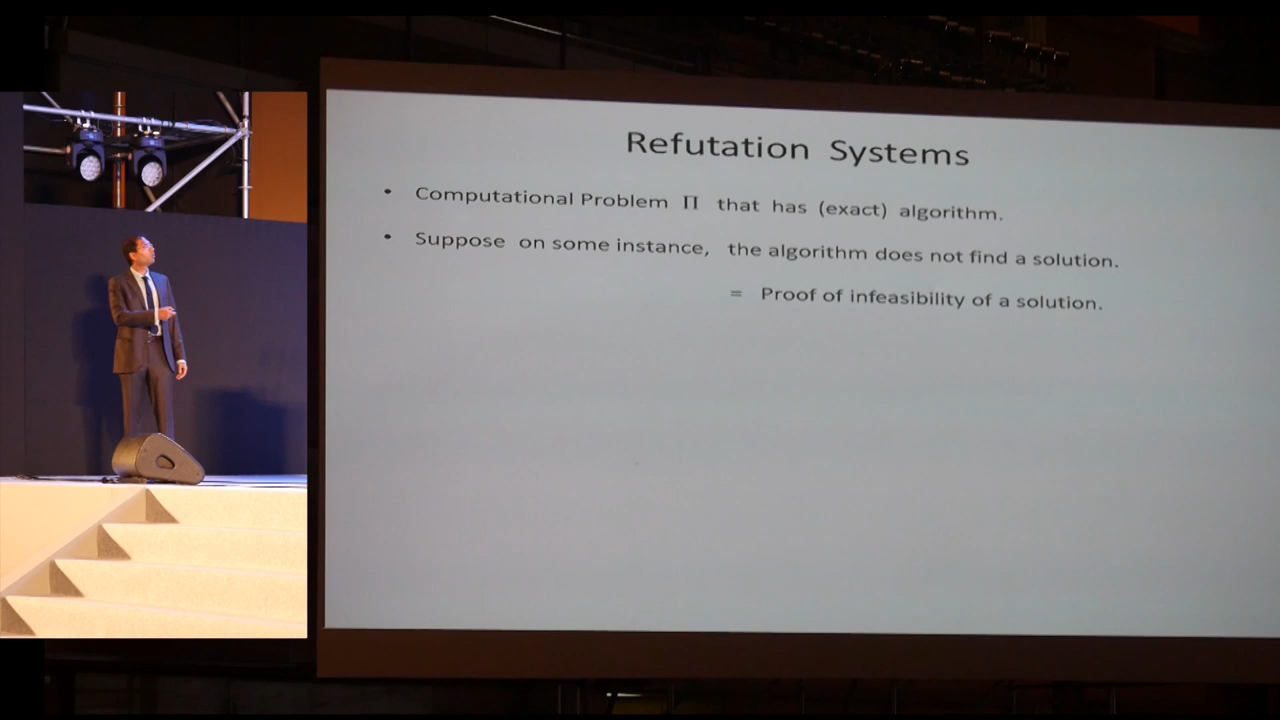 Refutation Systems
• Computational Problem Π that has (exact) algorithm.
• Suppose on some instance, the algorithm does not find a solution.
= Proof of infeasibility of a solution.